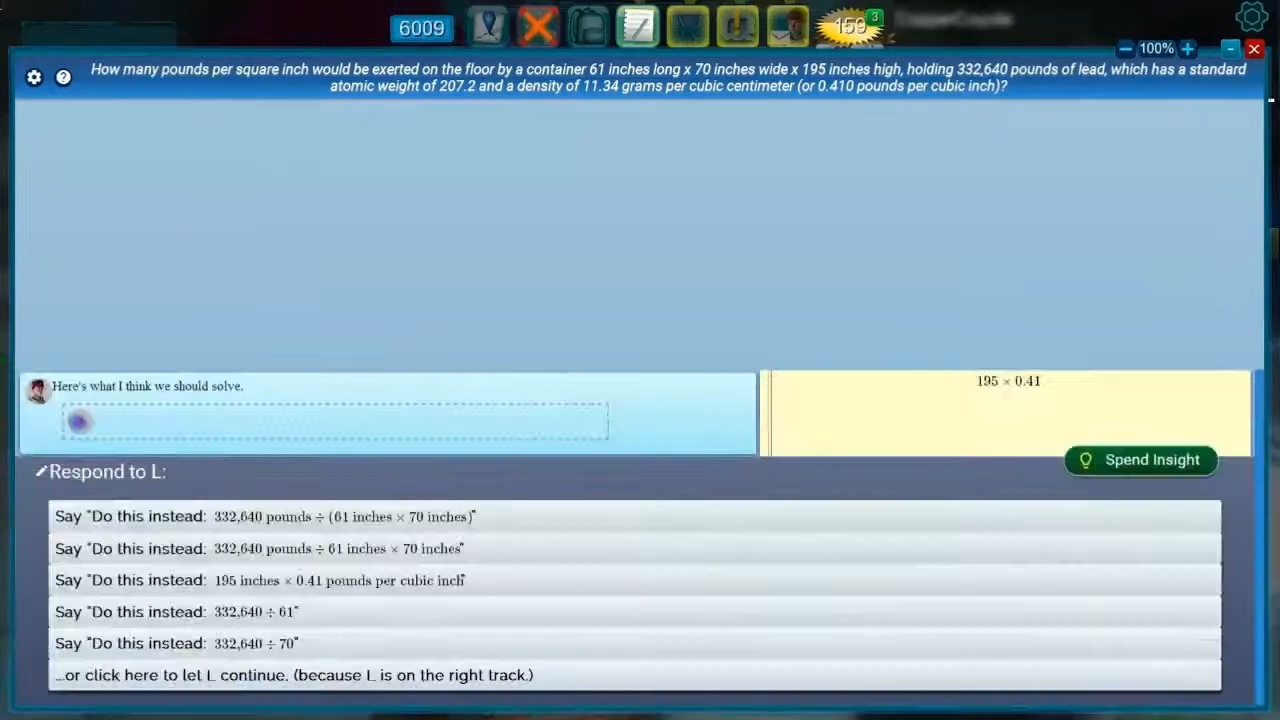 6009
159
3
100%
How many pounds per square inch would be exerted on the floor by a container 61 inches long x 70 inches wide x 195 inches high, holding 332,640 pounds of lead, which has a standard
atomic weight of 207.2 and a density of 11.34 grams per cubic centimeter (or 0.410 pounds per cubic inch)?
Here's what I think we should solve.
195 × 0.41
Spend Insight
Respond to L:
Say "Do this instead: 332,640 pounds ÷ (61 inches × 70 inches)"
Say "Do this instead: 332,640 pounds ÷ 61 inches × 70 inches"
Say "Do this instead: 195 inches × 0.41 pounds per cubic inch"
Say "Do this instead: 332,640 ÷ 61"
Say "Do this instead: 332,640 ÷ 70"
...or click here to let L continue. (because L is on the right track.)